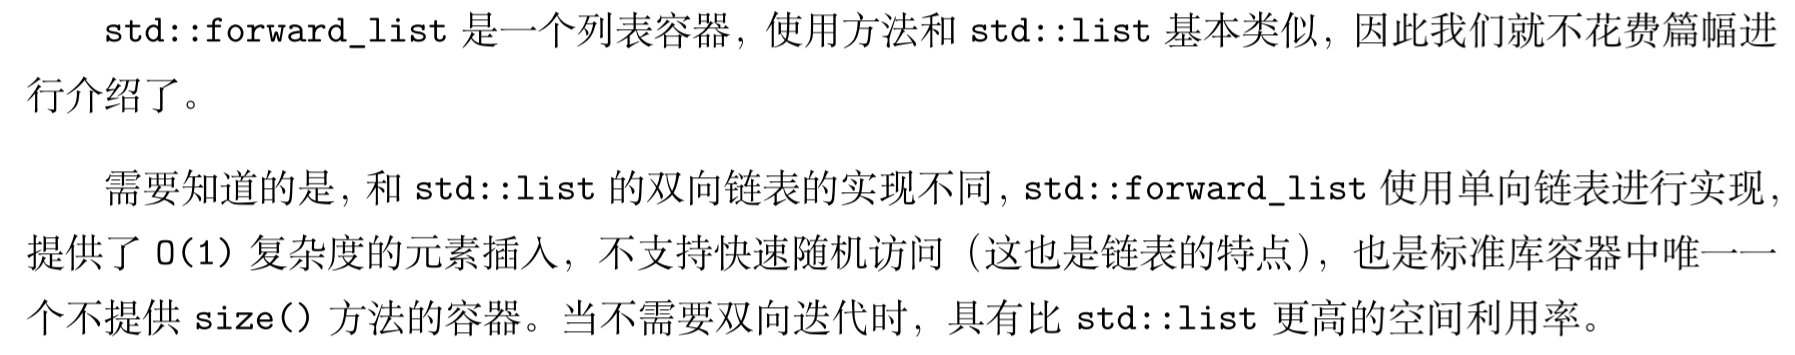 std::forward_list 是一个列表容器，使用方法和 std::list 基本类似，因此我们就不花费篇幅进
行介绍了。
需要知道的是，和 std::list 的双向链表的实现不同，std::forward_list 使用单向链表进行实现，
提供了 O(1) 复杂度的元素插入，不支持快速随机访问（这也是链表的特点），也是标准库容器中唯一一
个不提供 size() 方法的容器。当不需要双向迭代时，具有比 std::list 更高的空间利用率。